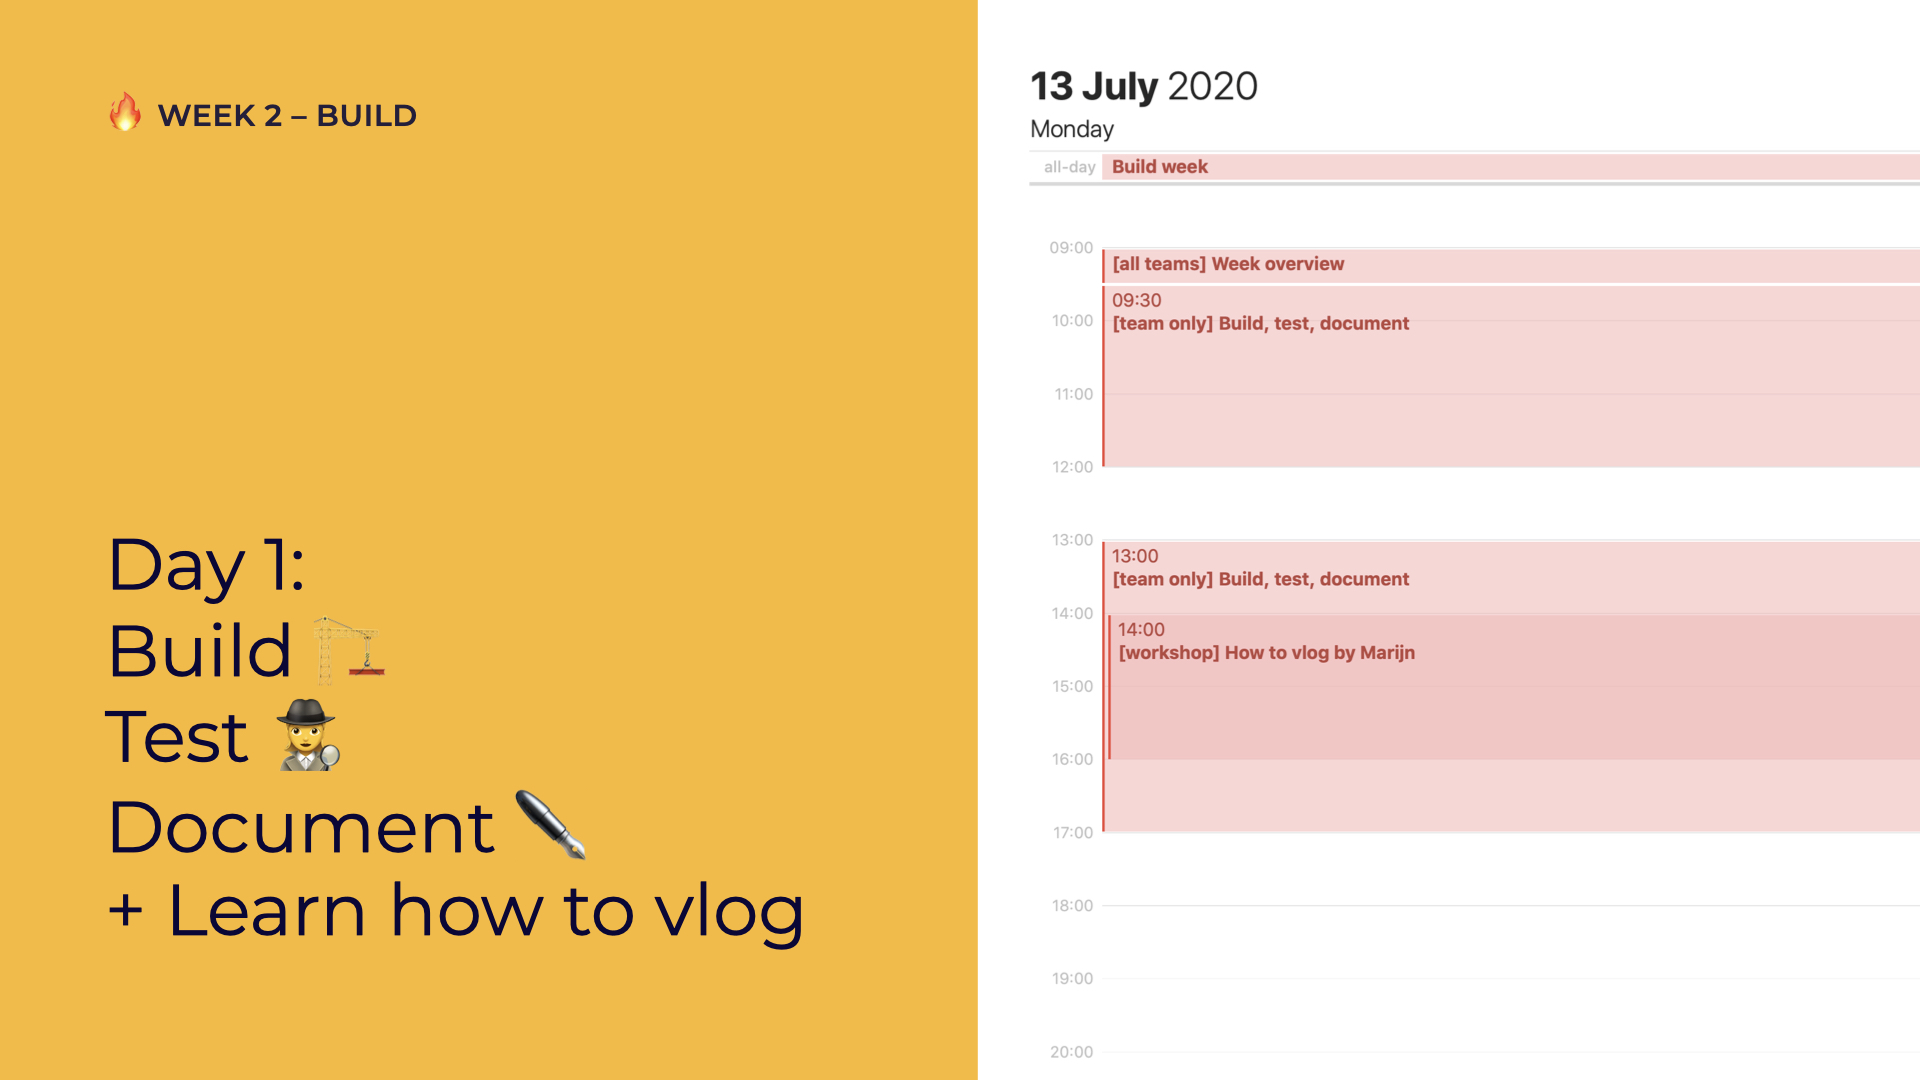 🔥 WEEK 2 – BUILD
Day 1:
Build 🏗️
Test 🕵️‍♀️
Document ✒️
+ Learn how to vlog
13 July 2020
Monday
all-day Build week
09:00
[all teams] Week overview
09:30
10:00 [team only] Build, test, document
11:00
12:00
13:00
13:00
[team only] Build, test, document
14:00
14:00
[workshop] How to vlog by Marijn
15:00
16:00
17:00
18:00
19:00
20:00